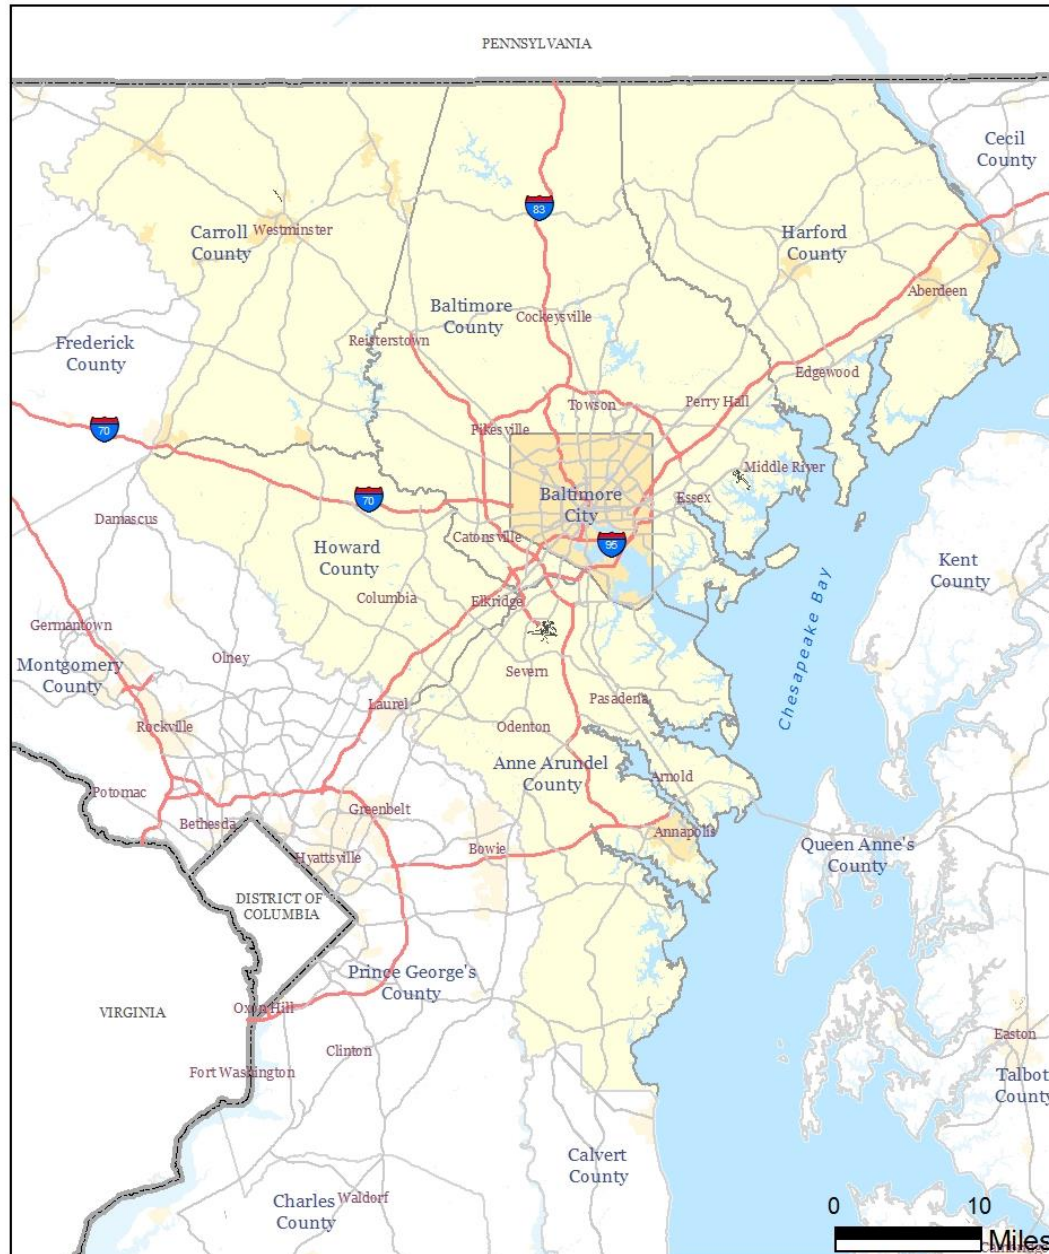 PENNSYLVANIA
Cecil
County
83
Carroll
County
Westminster
Harford
County
Aberdeen
Baltimore
County
Cockeysville
Reisterstown
Frederick
County
Edgewood
Towson
Perry Hall
70
Pikesville
Middle River
Baltimore
City
Essex
70
Damascus
Catonsville
95
Howard
County
Kent
County
Columbia
Elkridge
Chesapeake Bay
Germantown
Olney
Montgomery
County
Severn
Pasadena
Laurel
Rockville
Odenton
Anne Arundel
County
Arnold
Potomac
Greenbelt
Bethesda
Annapolis
Bowie
Queen Anne's
County
Hyattsville
DISTRICT OF
COLUMBIA
Prince George's
County
VIRGINIA
Oxon Hill
Easton
Clinton
Fort Washington
Talbot
County
Calvert
County
Charles
County
Waldorf
0 10
Miles